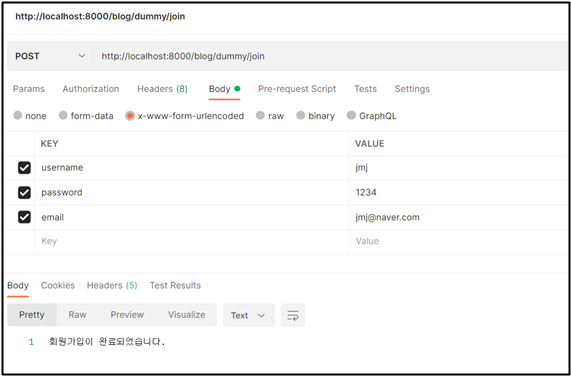 http://localhost:8000/blog/dummy/join
POST http://localhost:8000/blog/dummy/join
Params Authorization Headers (8) Body Pre-request Script Tests Settings
none form-data x-www-form-urlencoded raw binary GraphQL
KEY VALUE
username jmj
password 1234
email jmj@naver.com
Key Value
Body Cookies Headers (5) Test Results
Pretty Raw Preview Visualize Text
1 회원가입이 완료되었습니다.